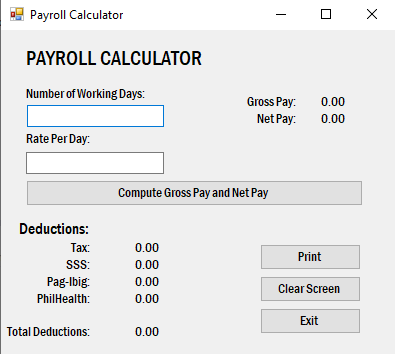 Payroll Calculator
PAYROLL CALCULATOR
Number of Working Days:
Gross Pay: 0.00
Net Pay: 0.00
Rate Per Day:
Compute Gross Pay and Net Pay
Deductions:
Tax: 0.00
SSS: 0.00
Pag-Ibig: 0.00
PhilHealth: 0.00
Total Deductions: 0.00
Print
Clear Screen
Exit